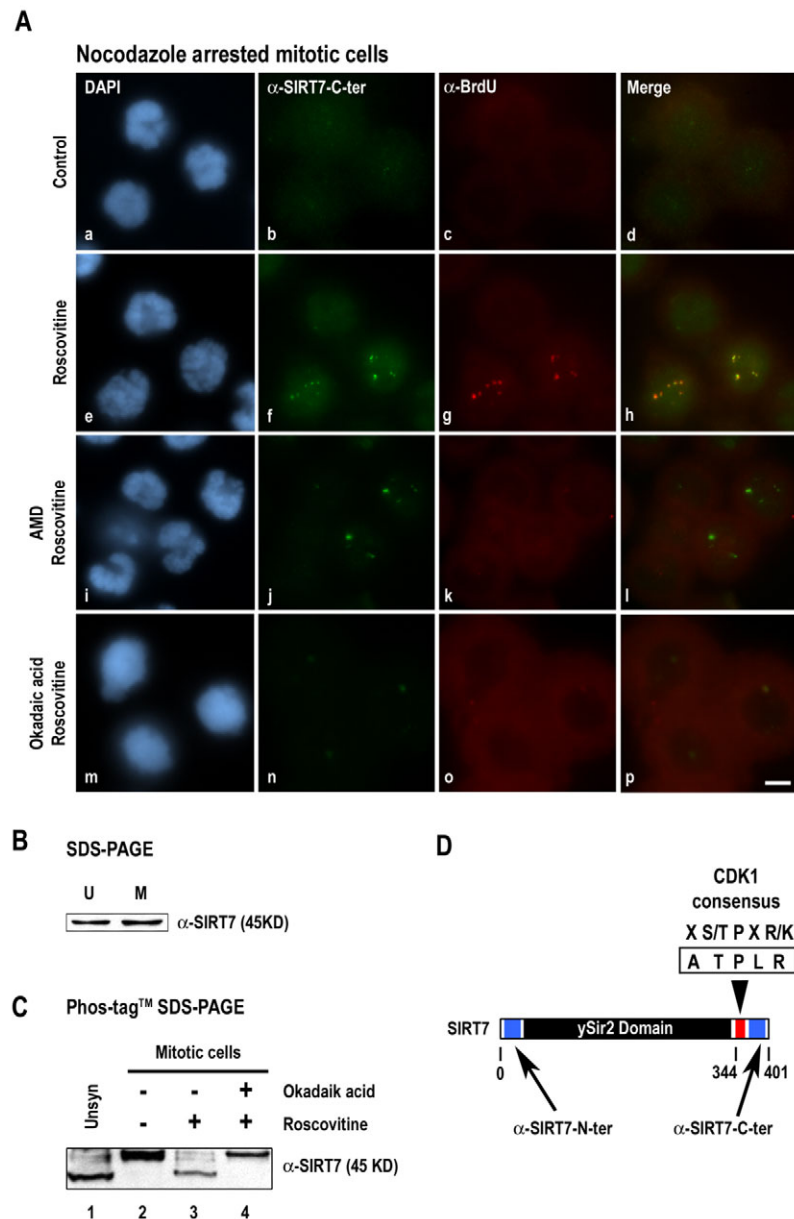 A
Nocodazole arrested mitotic cells
DAPI α-SIRT7-C-ter α-BrdU Merge
Control
a b c d
Roscovitine
e f g h
AMD
Roscovitine
i j k l
Okadaic acid
Roscovitine
m n o p
B
SDS-PAGE
U M
α-SIRT7 (45KD)
C
Phos-tag™ SDS-PAGE
Mitotic cells
Unsyn
- - + Okadaik acid
- + + Roscovitine
α-SIRT7 (45 KD)
1 2 3 4
D
CDK1
consensus
X S/T P X R/K
A T P L R
SIRT7 ySir2 Domain
0 344 401
α-SIRT7-N-ter α-SIRT7-C-ter